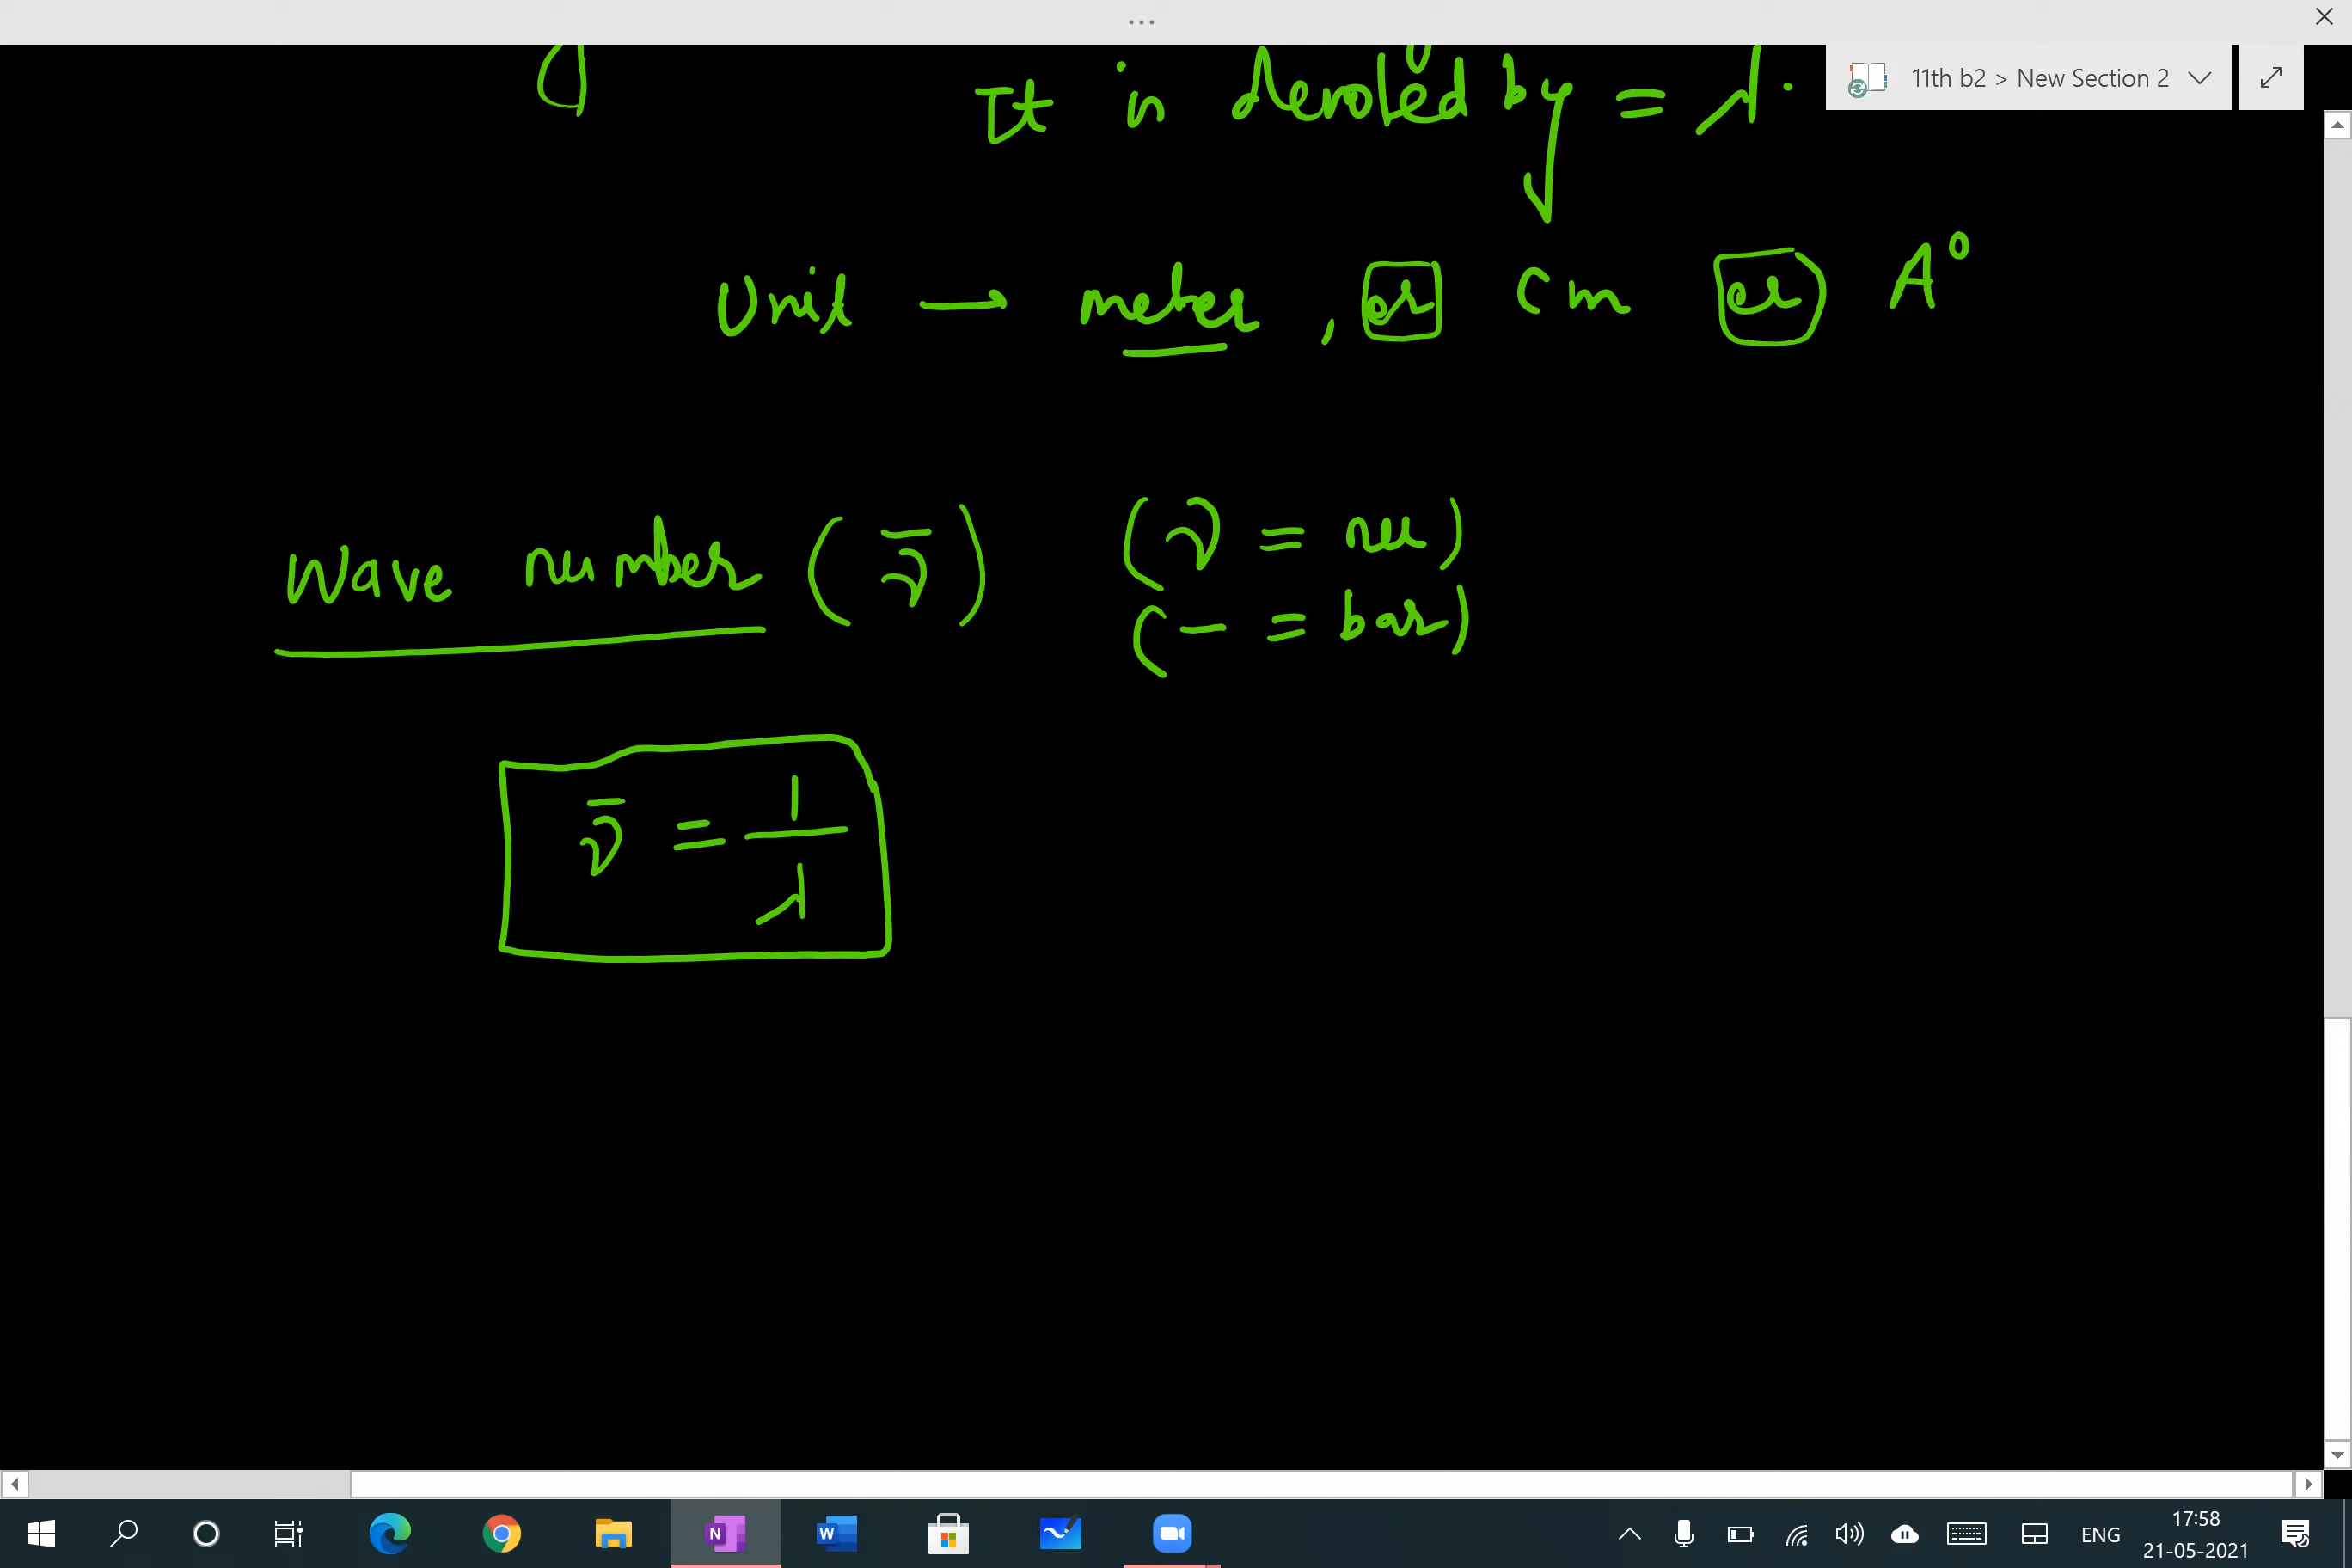 ...
11th b2 > New Section 2
It is denoted by = λ.
Unit → meter, or cm or A°
Wave number (ν̄) (ν = nu)
(− = bar)
ν̄ = 1/λ
ENG
17:58
21-05-2021